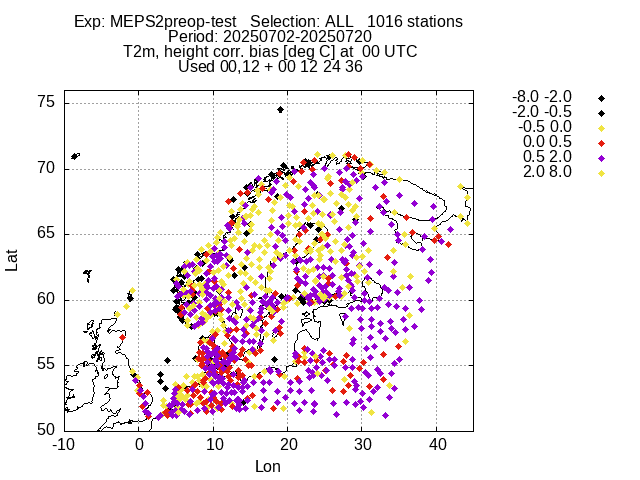 Exp: MEPS2preop-test   Selection: ALL   1016 stations
Period: 20250702-20250720
T2m, height corr. bias [deg C] at  00 UTC
Used 00,12 + 00 12 24 36
-8.0 -2.0
-2.0 -0.5
-0.5 0.0
0.0 0.5
0.5 2.0
2.0 8.0
75
70
65
60
55
50
Lat
-10 0 10 20 30 40
Lon